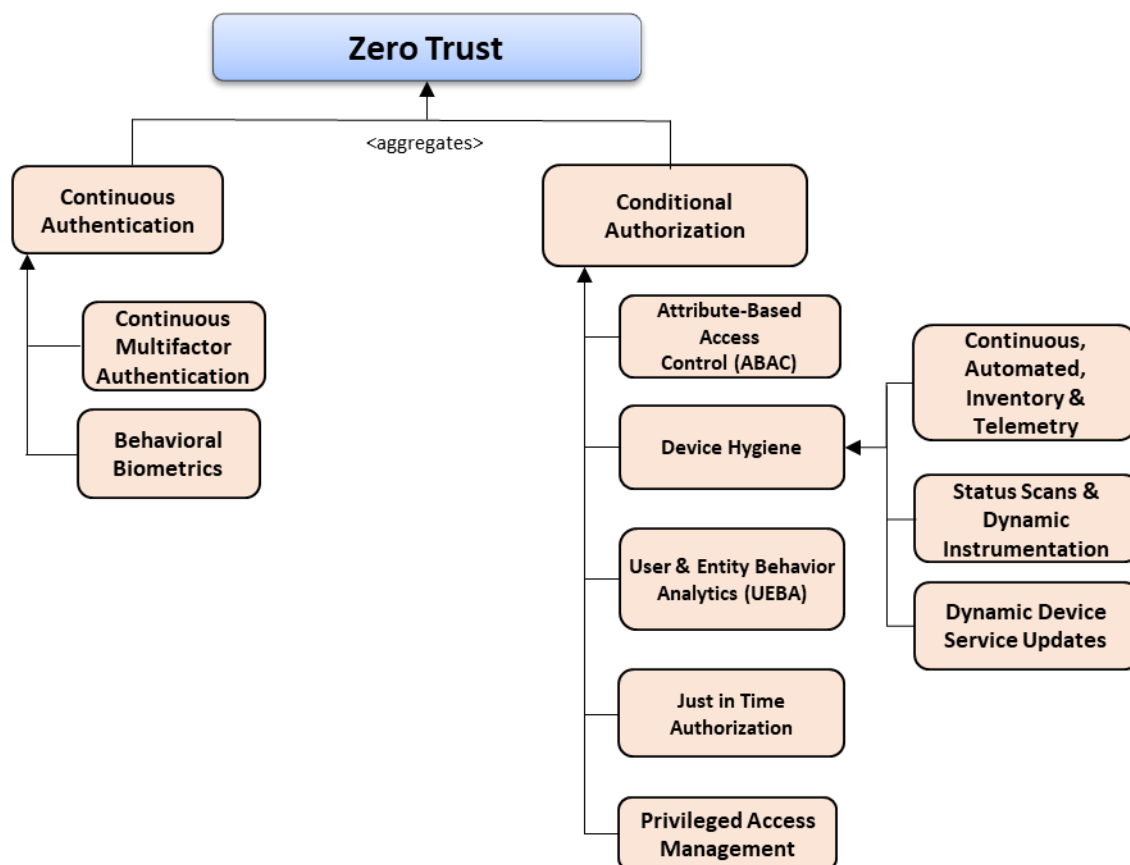 Zero Trust
<aggregates>
Continuous
Authentication
Conditional
Authorization
Continuous
Multifactor
Authentication
Behavioral
Biometrics
Attribute-Based
Access
Control (ABAC)
Device Hygiene
User & Entity Behavior
Analytics (UEBA)
Just in Time
Authorization
Privileged Access
Management
Continuous,
Automated,
Inventory &
Telemetry
Status Scans &
Dynamic
Instrumentation
Dynamic Device
Service Updates